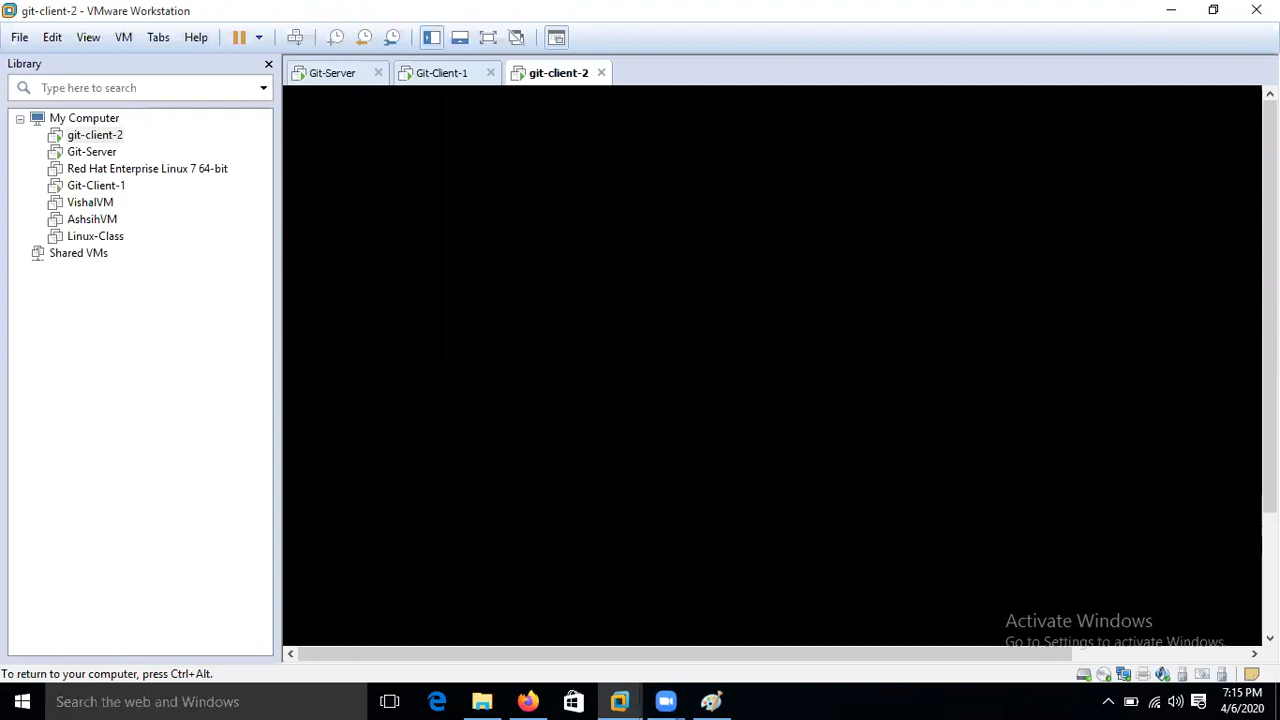 git-client-2 - VMware Workstation
File Edit View VM Tabs Help
Library
Type here to search
My Computer
git-client-2
Git-Server
Red Hat Enterprise Linux 7 64-bit
Git-Client-1
VishalVM
AshsihVM
Linux-Class
Shared VMs
Git-Server Git-Client-1 git-client-2
Activate Windows
Go to Settings to activate Windows.
To return to your computer, press Ctrl+Alt.
Search the web and Windows
7:15 PM
4/6/2020